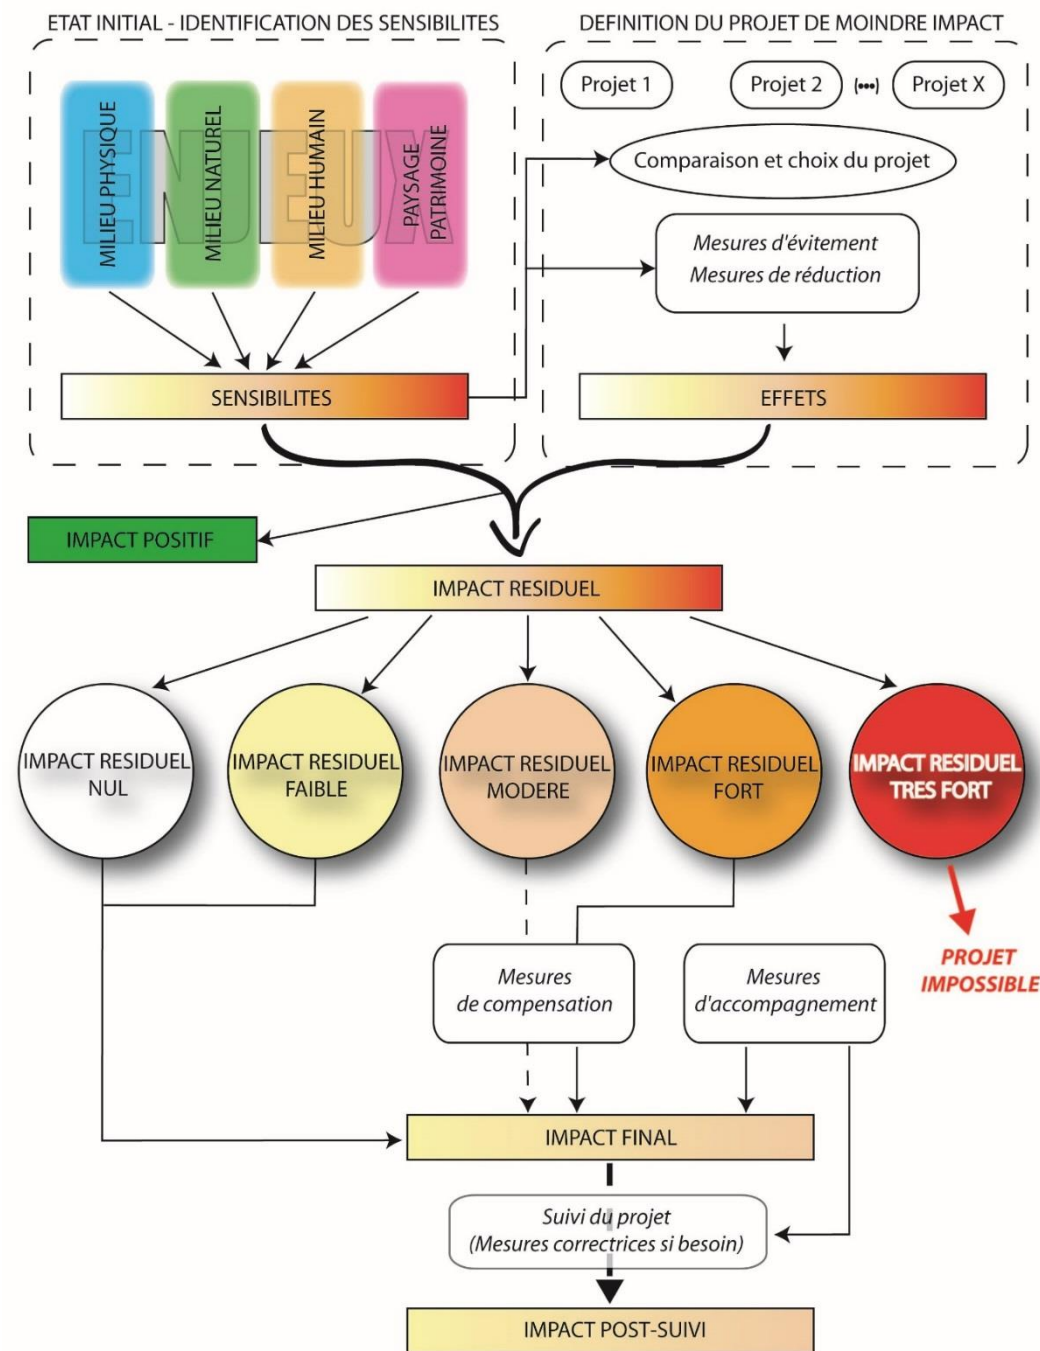 ETAT INITIAL - IDENTIFICATION DES SENSIBILITES
DEFINITION DU PROJET DE MOINDRE IMPACT
ENJEUX
MILIEU PHYSIQUE
MILIEU NATUREL
MILIEU HUMAIN
PAYSAGE
PATRIMOINE
Projet 1
Projet 2
(•••)
Projet X
Comparaison et choix du projet
Mesures d'évitement
Mesures de réduction
SENSIBILITES
EFFETS
IMPACT POSITIF
IMPACT RESIDUEL
IMPACT RESIDUEL
NUL
IMPACT RESIDUEL
FAIBLE
IMPACT RESIDUEL
MODERE
IMPACT RESIDUEL
FORT
IMPACT RESIDUEL
TRES FORT
PROJET
IMPOSSIBLE
Mesures
de compensation
Mesures
d'accompagnement
IMPACT FINAL
Suivi du projet
(Mesures correctrices si besoin)
IMPACT POST-SUIVI